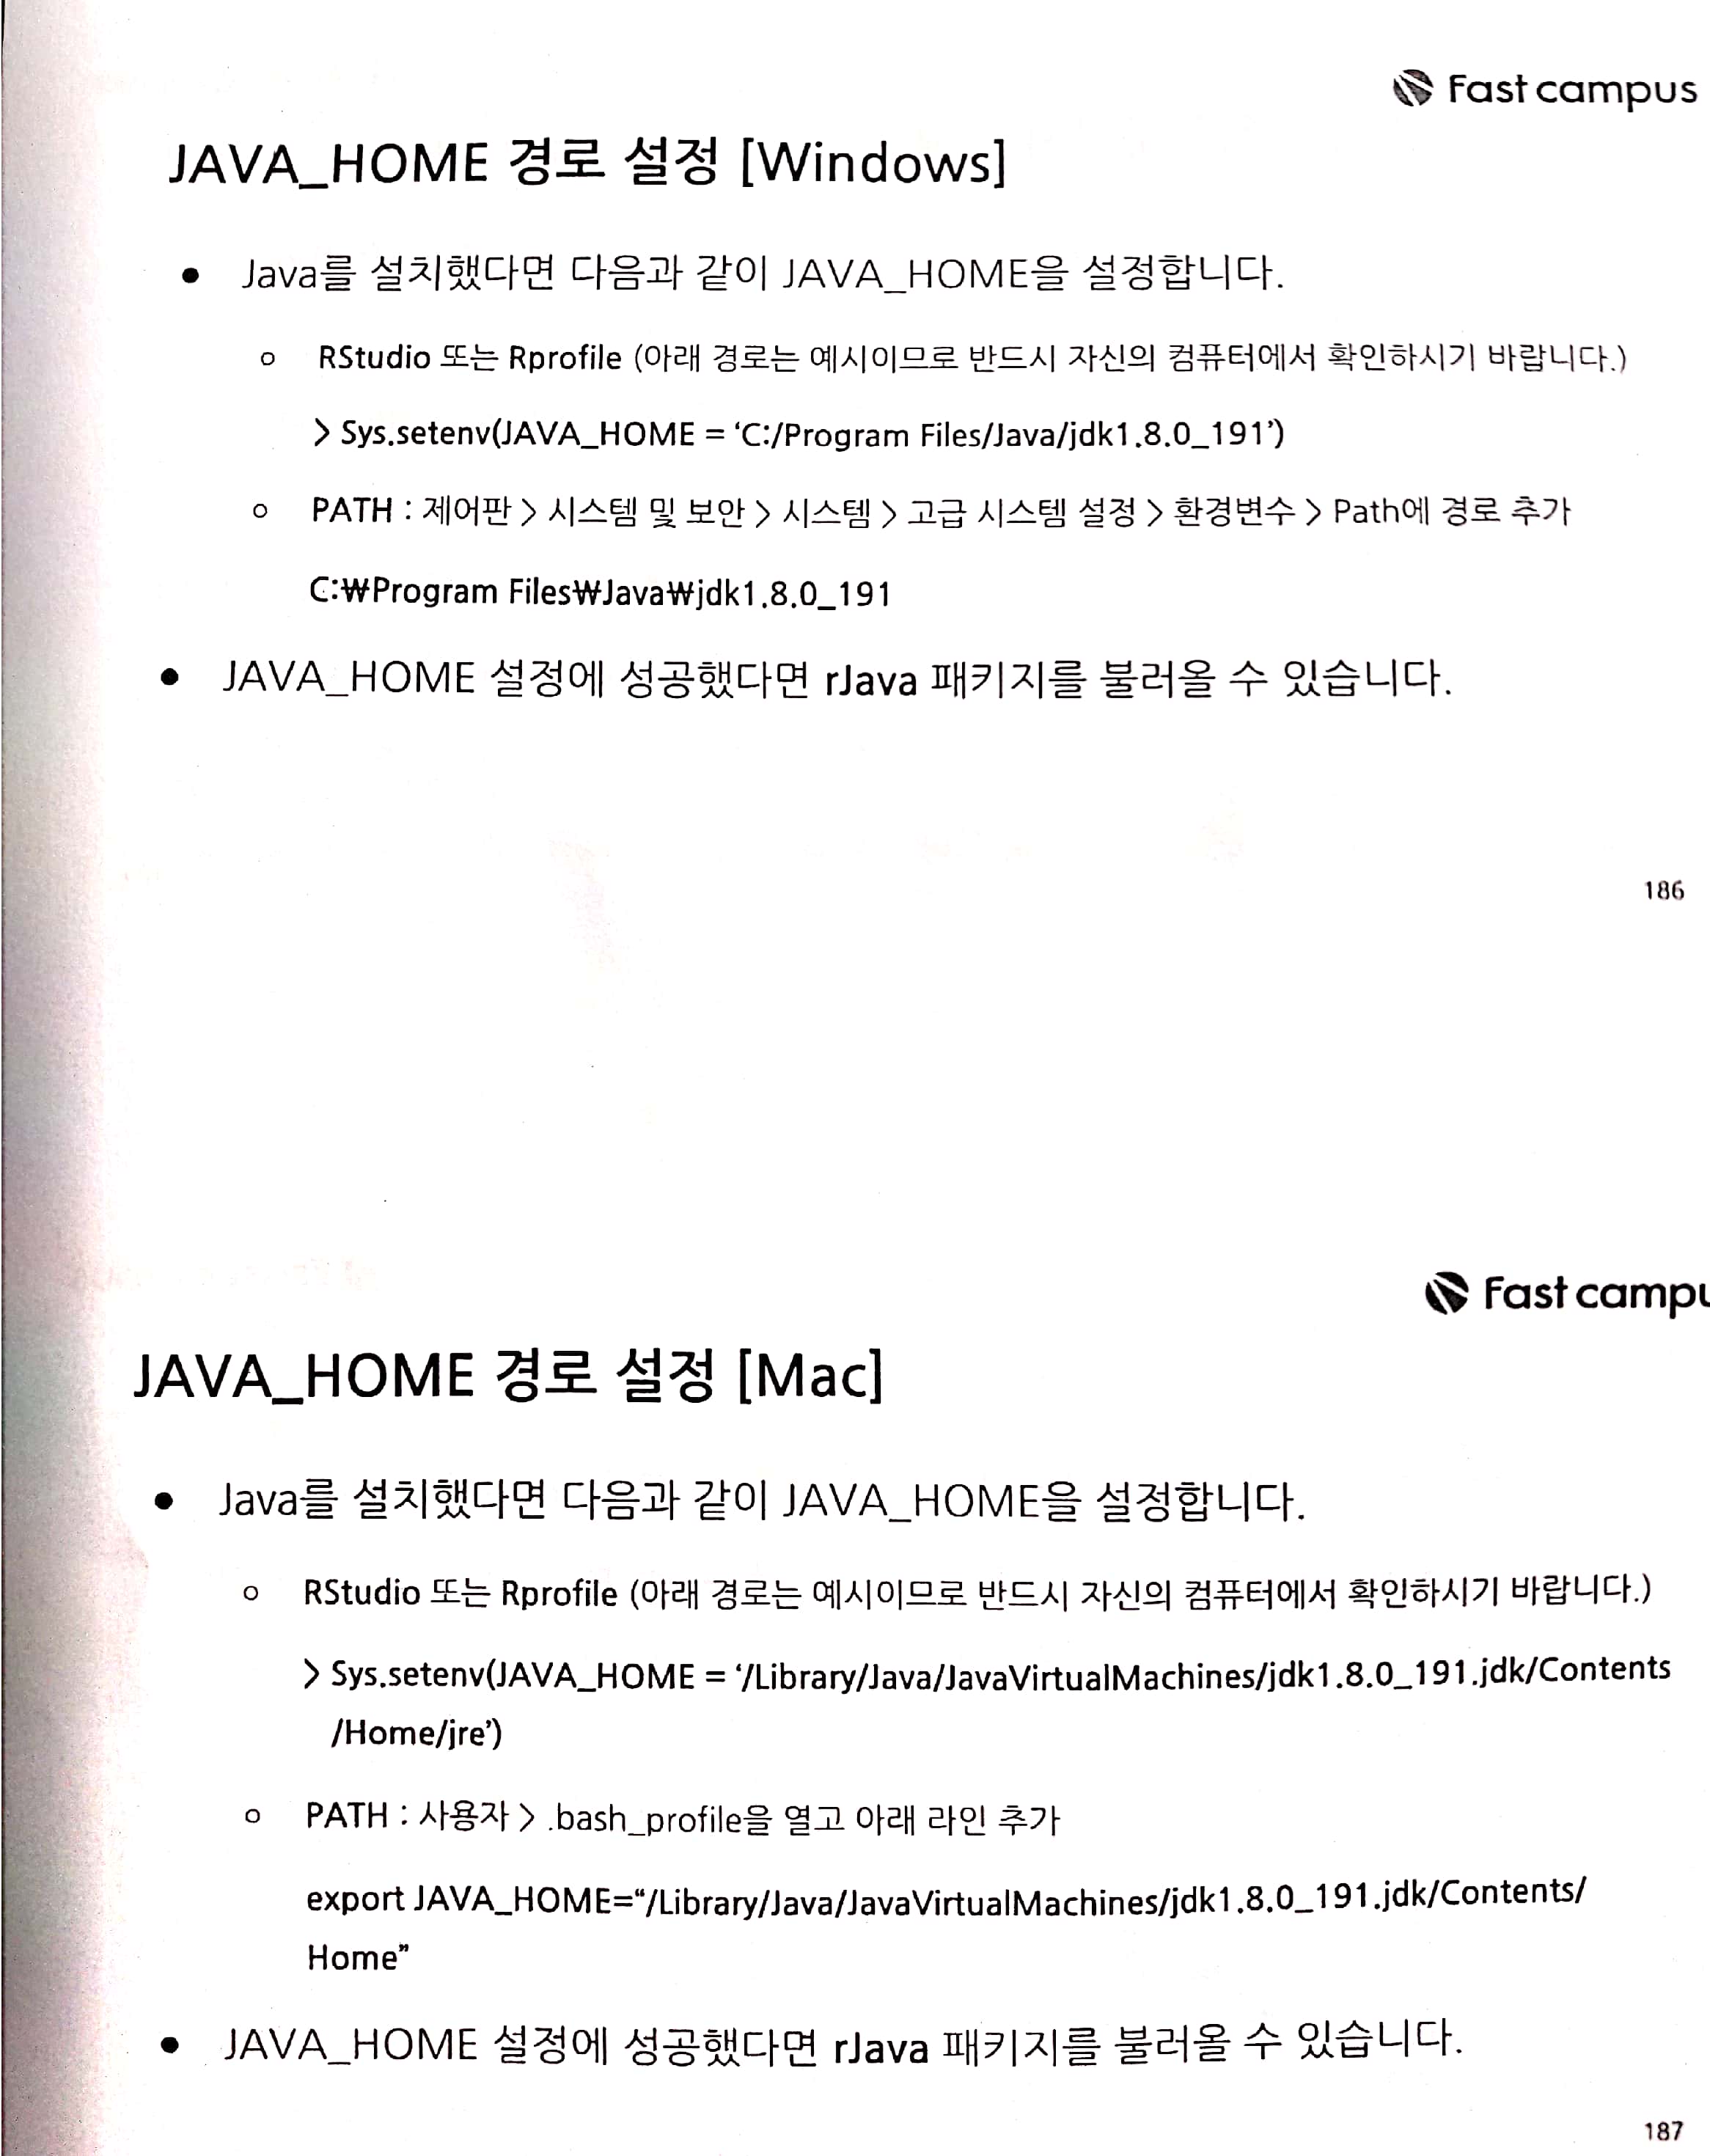 Fast campus
JAVA_HOME 경로 설정 [Windows]
● Java를 설치했다면 다음과 같이 JAVA_HOME을 설정합니다.
○ RStudio 또는 Rprofile (아래 경로는 예시이므로 반드시 자신의 컴퓨터에서 확인하시기 바랍니다.)
> Sys.setenv(JAVA_HOME = ‘C:/Program Files/Java/jdk1.8.0_191’)
○ PATH : 제어판 > 시스템 및 보안 > 시스템 > 고급 시스템 설정 > 환경변수 > Path에 경로 추가
C:₩Program Files₩Java₩jdk1.8.0_191
● JAVA_HOME 설정에 성공했다면 rJava 패키지를 불러올 수 있습니다.
186
Fast campu
JAVA_HOME 경로 설정 [Mac]
● Java를 설치했다면 다음과 같이 JAVA_HOME을 설정합니다.
○ RStudio 또는 Rprofile (아래 경로는 예시이므로 반드시 자신의 컴퓨터에서 확인하시기 바랍니다.)
> Sys.setenv(JAVA_HOME = ‘/Library/Java/JavaVirtualMachines/jdk1.8.0_191.jdk/Contents
/Home/jre’)
○ PATH : 사용자 > .bash_profile을 열고 아래 라인 추가
export JAVA_HOME=“/Library/Java/JavaVirtualMachines/jdk1.8.0_191.jdk/Contents/
Home”
● JAVA_HOME 설정에 성공했다면 rJava 패키지를 불러올 수 있습니다.
187